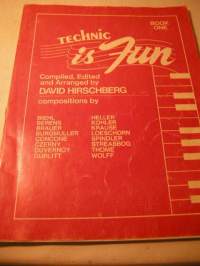 BOOK
ONE
TECHNIC
is Fun
Compiled, Edited
and Arranged by
DAVID HIRSCHBERG
compositions by
BIEHL HELLER
BERENS KOHLER
BRAUER KRAUSE
BURGMULLER LOESCHORN
CONCONE SPINDLER
CZERNY STREABBOG
DUVERNOY THOME
GURLITT WOLFF